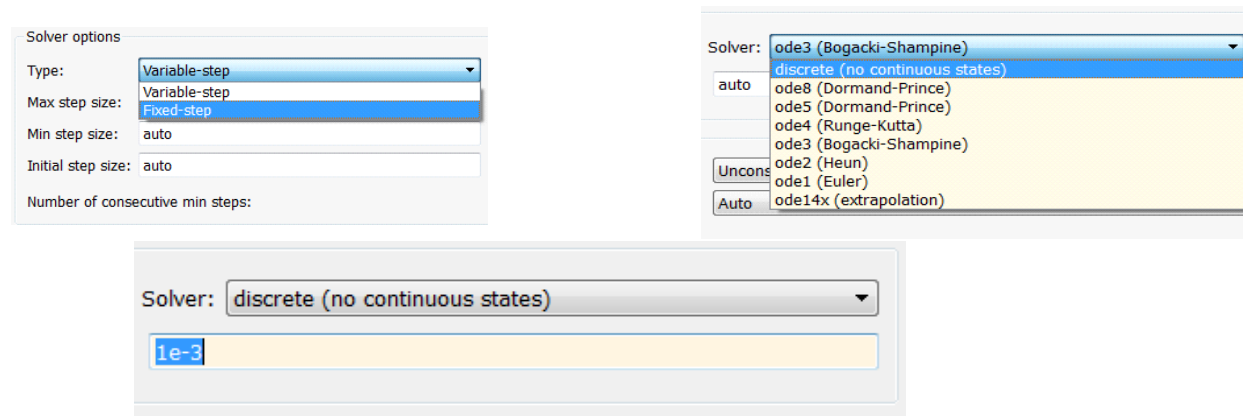 Solver options
Type: Variable-step
Variable-step
Max step size:
Fixed-step
Min step size: auto
Initial step size: auto
Number of consecutive min steps:
Solver: ode3 (Bogacki-Shampine)
discrete (no continuous states)
auto
ode8 (Dormand-Prince)
ode5 (Dormand-Prince)
ode4 (Runge-Kutta)
ode3 (Bogacki-Shampine)
ode2 (Heun)
Uncons
ode1 (Euler)
Auto
ode14x (extrapolation)
Solver: discrete (no continuous states)
1e-3